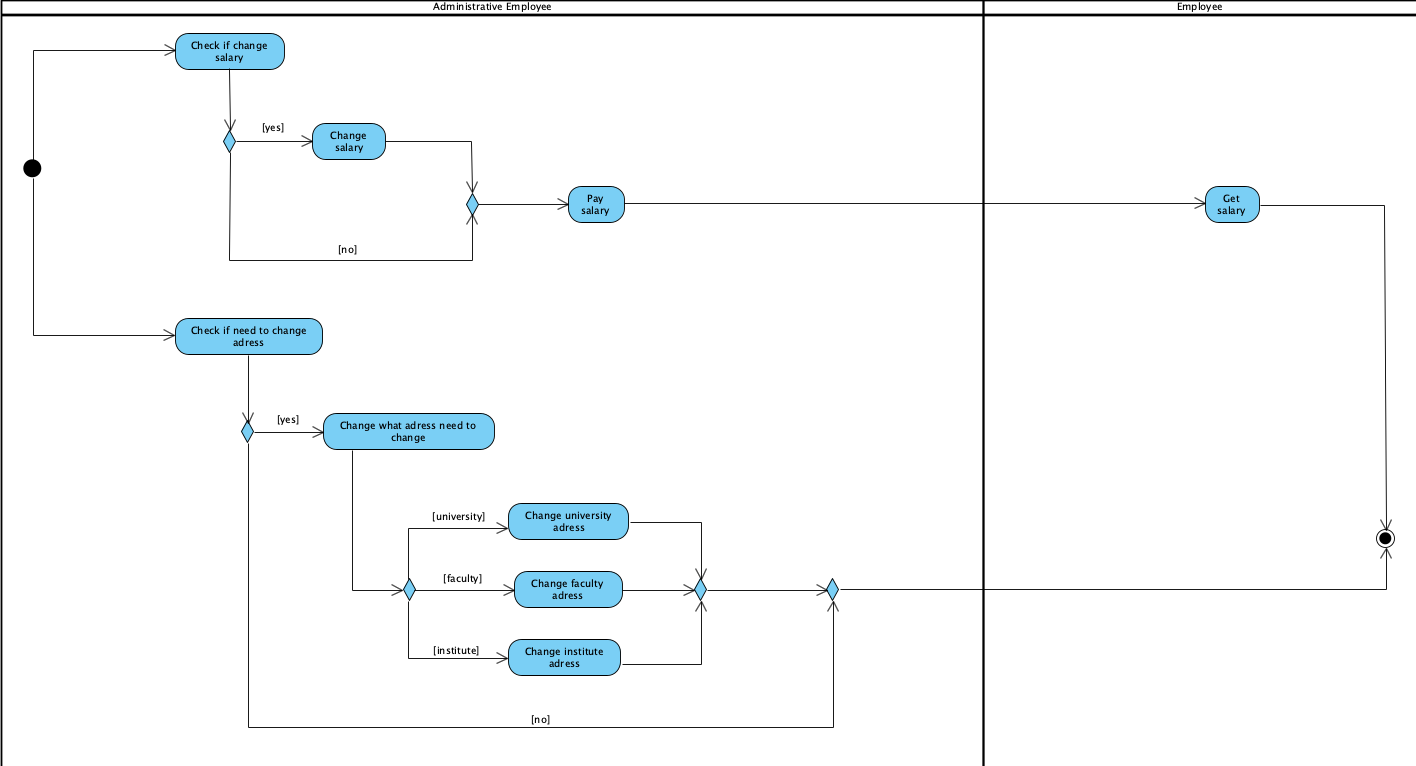 Administrative Employee
Employee
Check if change
salary
[yes]
Change
salary
Pay
salary
Get
salary
[no]
Check if need to change
adress
[yes]
Change what adress need to
change
[university]
Change university
adress
[faculty]
Change faculty
adress
[institute]
Change institute
adress
[no]